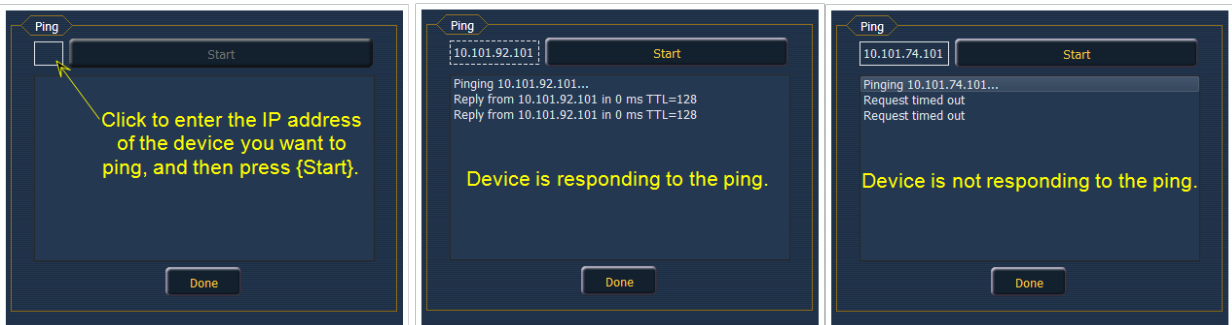 Ping
Start
Click to enter the IP address
of the device you want to
ping, and then press {Start}.
Done
Ping
10.101.92.101
Start
Pinging 10.101.92.101...
Reply from 10.101.92.101 in 0 ms TTL=128
Reply from 10.101.92.101 in 0 ms TTL=128
Device is responding to the ping.
Done
Ping
10.101.74.101
Start
Pinging 10.101.74.101...
Request timed out
Request timed out
Device is not responding to the ping.
Done